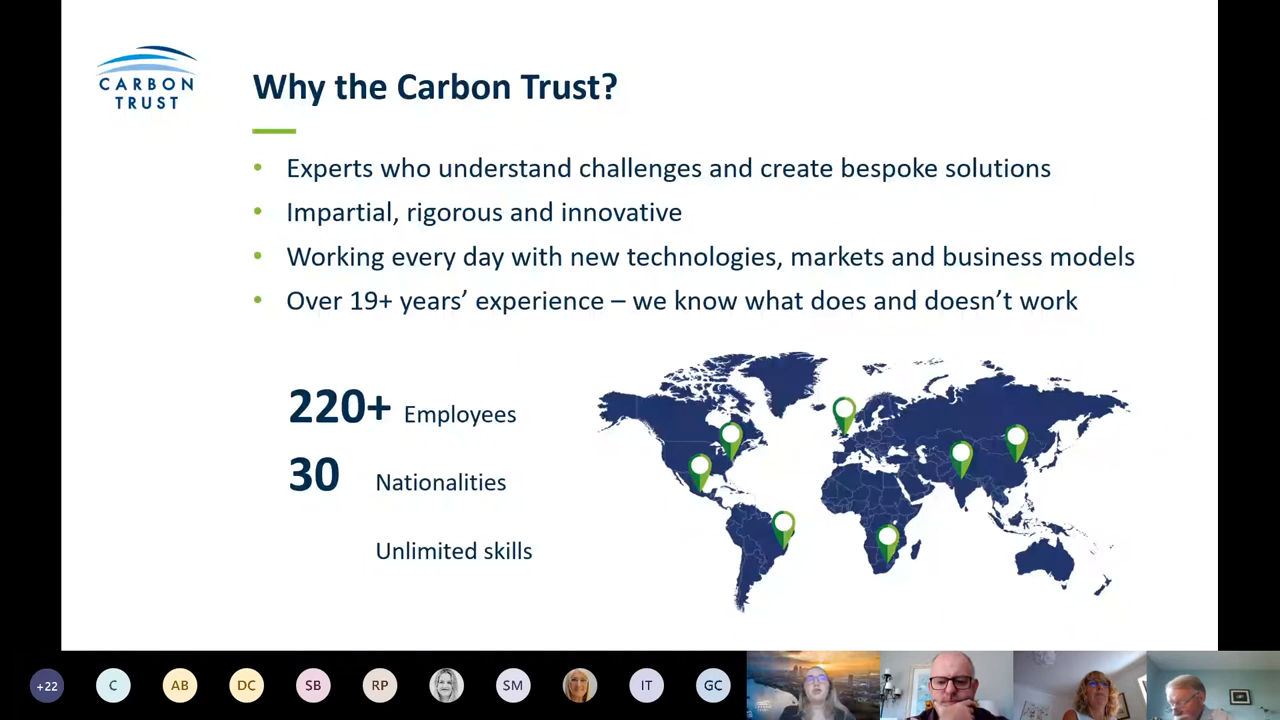 CARBON
TRUST
Why the Carbon Trust?
• Experts who understand challenges and create bespoke solutions
• Impartial, rigorous and innovative
• Working every day with new technologies, markets and business models
• Over 19+ years’ experience – we know what does and doesn’t work
220+ Employees
30 Nationalities
Unlimited skills
+22 C AB DC SB RP SM IT GC